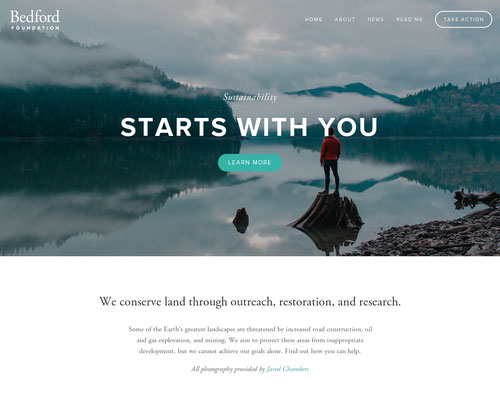 Bedford
FOUNDATION
HOME ABOUT NEWS READ ME TAKE ACTION
Sustainability
STARTS WITH YOU
LEARN MORE
We conserve land through outreach, restoration, and research.
Some of the Earth's greatest landscapes are threatened by increased road construction, oil
and gas exploration, and mining. We aim to protect these areas from inappropriate
development, but we cannot achieve our goals alone. Find out how you can help.
All photography provided by Jared Chambers